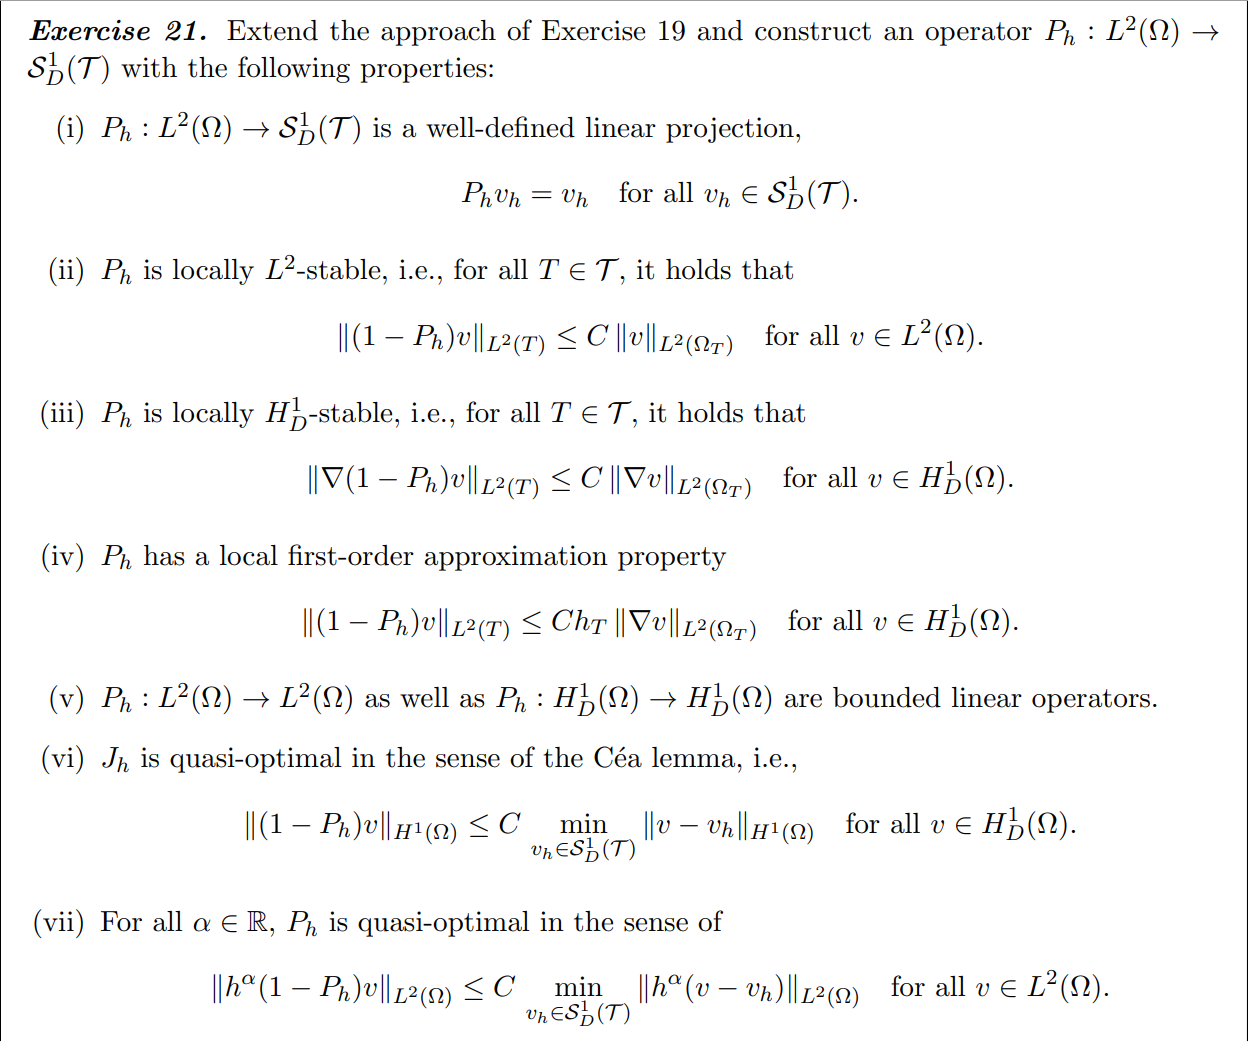 Exercise 21. Extend the approach of Exercise 19 and construct an operator $P_h : L^2(\Omega) \to$
$\mathcal{S}^1_D(\mathcal{T})$ with the following properties:
(i) $P_h : L^2(\Omega) \to \mathcal{S}^1_D(\mathcal{T})$ is a well-defined linear projection,
$P_h v_h = v_h \quad \text{for all } v_h \in \mathcal{S}^1_D(\mathcal{T}).$
(ii) $P_h$ is locally $L^2$-stable, i.e., for all $T \in \mathcal{T}$, it holds that
$\|(1 - P_h)v\|_{L^2(T)} \leq C \|v\|_{L^2(\Omega_T)} \quad \text{for all } v \in L^2(\Omega).$
(iii) $P_h$ is locally $H^1_D$-stable, i.e., for all $T \in \mathcal{T}$, it holds that
$\|\nabla(1 - P_h)v\|_{L^2(T)} \leq C \|\nabla v\|_{L^2(\Omega_T)} \quad \text{for all } v \in H^1_D(\Omega).$
(iv) $P_h$ has a local first-order approximation property
$\|(1 - P_h)v\|_{L^2(T)} \leq C h_T \|\nabla v\|_{L^2(\Omega_T)} \quad \text{for all } v \in H^1_D(\Omega).$
(v) $P_h : L^2(\Omega) \to L^2(\Omega)$ as well as $P_h : H^1_D(\Omega) \to H^1_D(\Omega)$ are bounded linear operators.
(vi) $J_h$ is quasi-optimal in the sense of the Céa lemma, i.e.,
$\|(1 - P_h)v\|_{H^1(\Omega)} \leq C \min_{v_h \in \mathcal{S}^1_D(\mathcal{T})} \|v - v_h\|_{H^1(\Omega)} \quad \text{for all } v \in H^1_D(\Omega).$
(vii) For all $\alpha \in \mathbb{R}$, $P_h$ is quasi-optimal in the sense of
$\|h^\alpha(1 - P_h)v\|_{L^2(\Omega)} \leq C \min_{v_h \in \mathcal{S}^1_D(\mathcal{T})} \|h^\alpha(v - v_h)\|_{L^2(\Omega)} \quad \text{for all } v \in L^2(\Omega).$